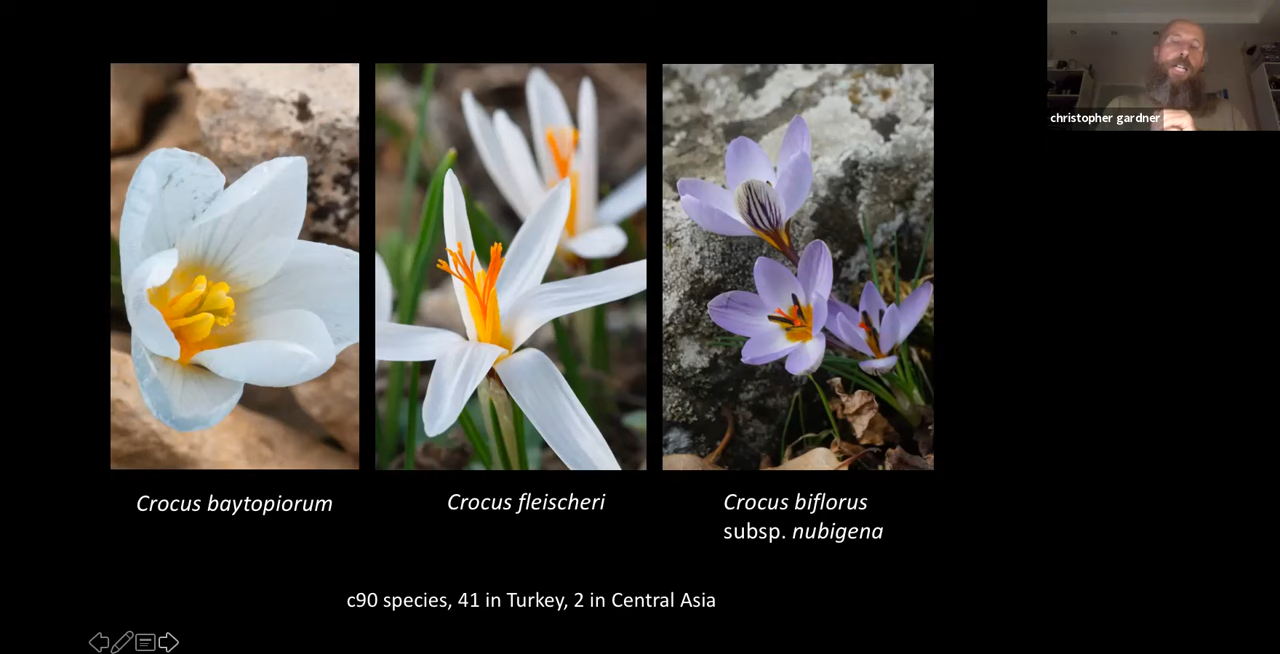 christopher gardner
Crocus baytopiorum
Crocus fleischeri
Crocus biflorus
subsp. nubigena
c90 species, 41 in Turkey, 2 in Central Asia